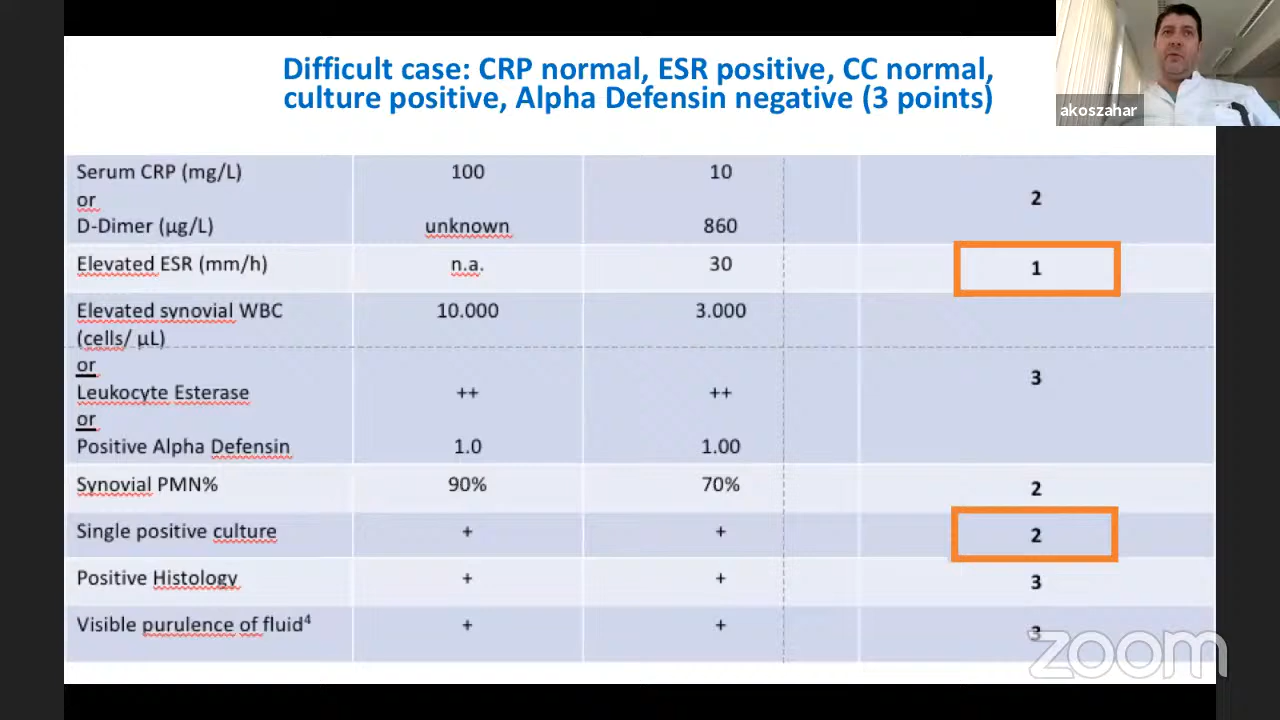 Difficult case: CRP normal, ESR positive, CC normal,
culture positive, Alpha Defensin negative (3 points)
akoszahar
Serum CRP (mg/L) 100 10
or
2
D-Dimer (µg/L) unknown 860
Elevated ESR (mm/h) n.a. 30 1
Elevated synovial WBC 10.000 3.000
(cells/ µL)
or
3
Leukocyte Esterase ++ ++
or
Positive Alpha Defensin 1.0 1.00
Synovial PMN% 90% 70% 2
Single positive culture + + 2
Positive Histology + + 3
Visible purulence of fluid⁴ + + 3
zoom